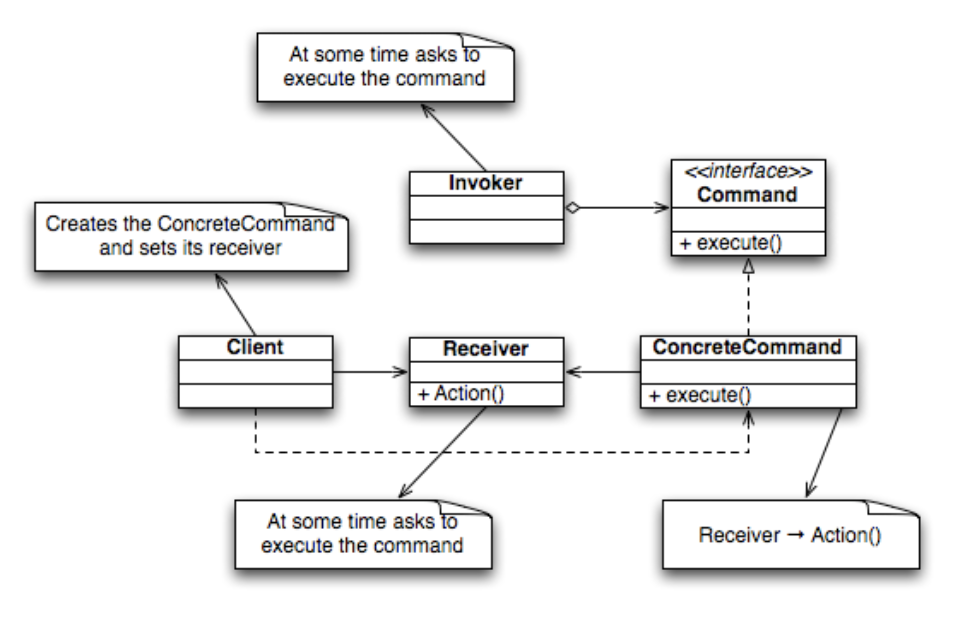 At some time asks to
execute the command
Invoker
<<interface>>
Command
+ execute()
Creates the ConcreteCommand
and sets its receiver
Client
Receiver
+ Action()
ConcreteCommand
+ execute()
At some time asks to
execute the command
Receiver → Action()